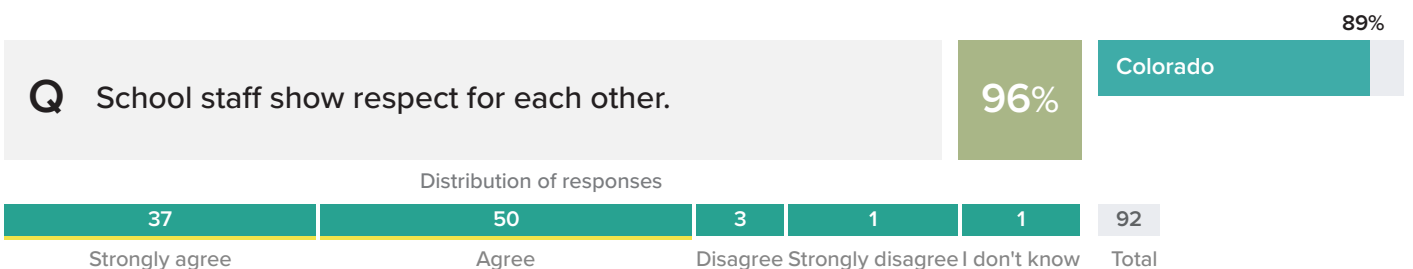 89%
Q School staff show respect for each other.
96%
Colorado
Distribution of responses
37 50 3 1 1 92
Strongly agree Agree Disagree Strongly disagree I don't know Total